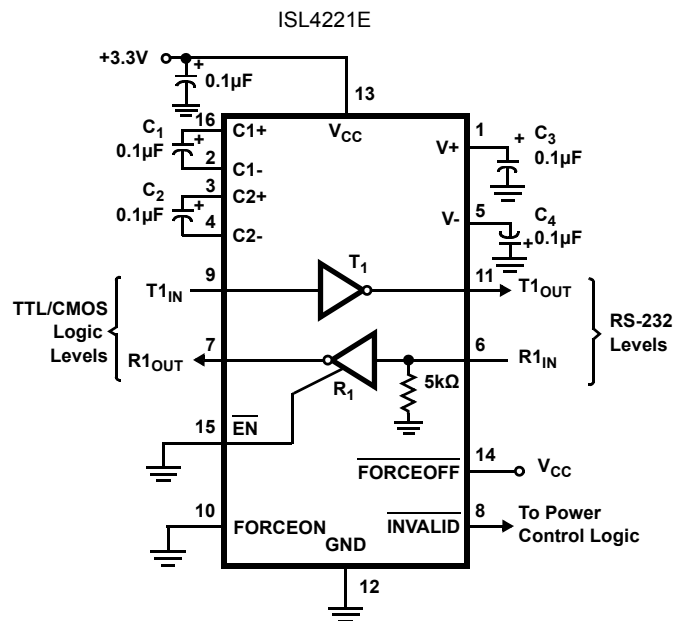 ISL4221E
+3.3V
+
0.1µF
13
16
C1+
VCC
1
C1
0.1µF
+
2
C1-
V+
+
C3
0.1µF
C2
0.1µF
3
C2+
+
4
C2-
5
V-
C4
0.1µF
+
T1
9
11
T1IN
T1OUT
TTL/CMOS
Logic
Levels
RS-232
Levels
7
6
R1OUT
R1IN
R1
5kΩ
15
EN
14
FORCEOFF
VCC
10
FORCEON
8
INVALID
To Power
Control Logic
GND
12